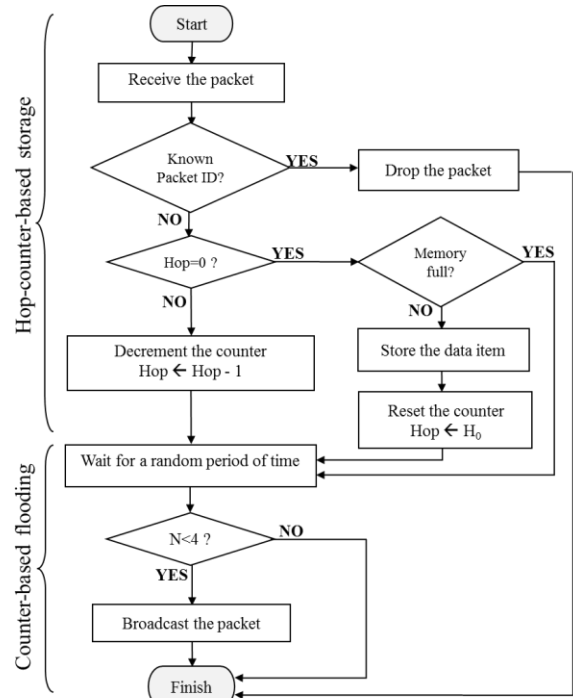 Start
Hop-counter-based storage
Receive the packet
Known
Packet ID?
YES
Drop the packet
NO
Hop=0 ?
YES
Memory
full?
YES
NO
NO
Decrement the counter
Hop ← Hop - 1
Store the data item
Reset the counter
Hop ← H₀
Counter-based flooding
Wait for a random period of time
N<4 ?
NO
YES
Broadcast the packet
Finish